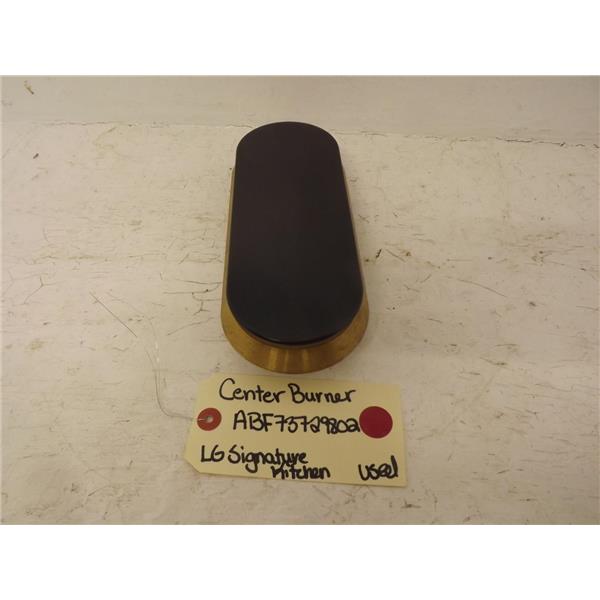 Center Burner
ABF73729802
LG Signature
Kitchen used